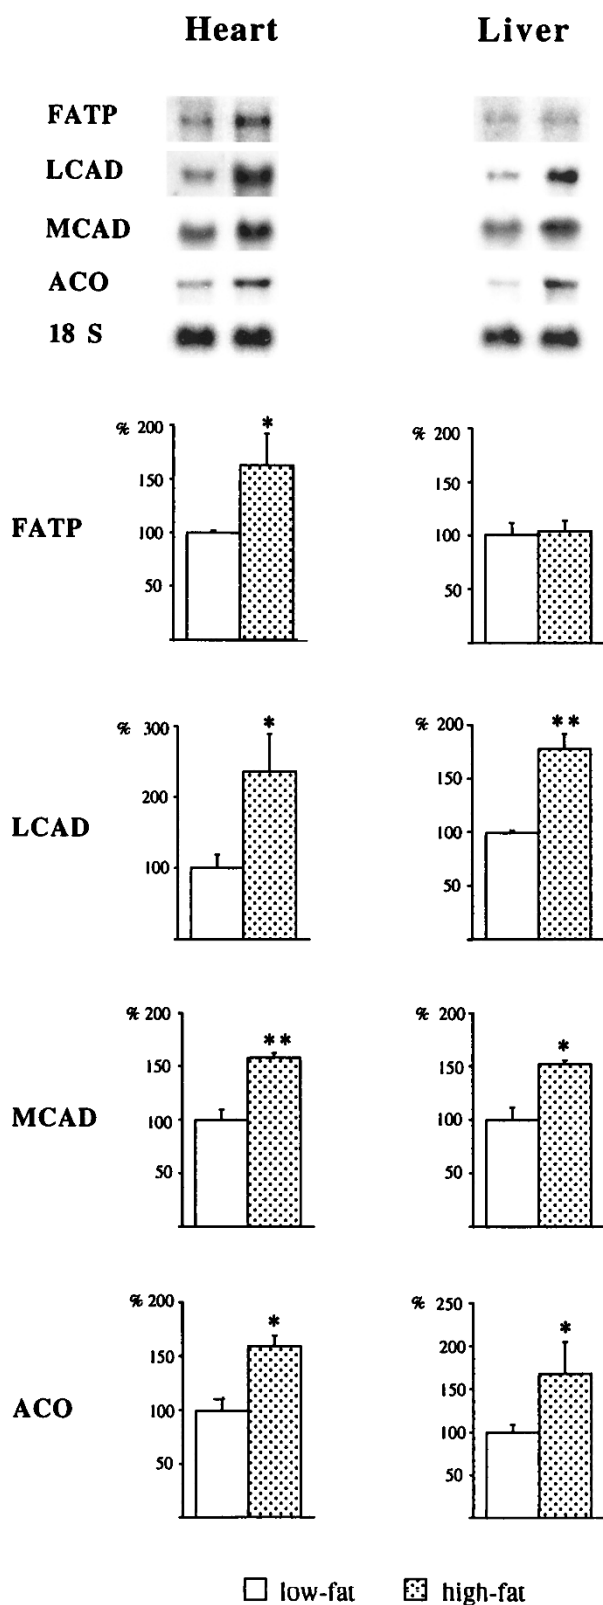 Heart Liver
FATP
LCAD
MCAD
ACO
18 S
FATP
% 200 150 100 50 *
% 200 150 100 50
LCAD
% 300 200 100 *
% 200 150 100 50 **
MCAD
% 200 150 100 50 **
% 200 150 100 50 *
ACO
% 200 150 100 50 *
% 250 200 150 100 50 *
low-fat high-fat